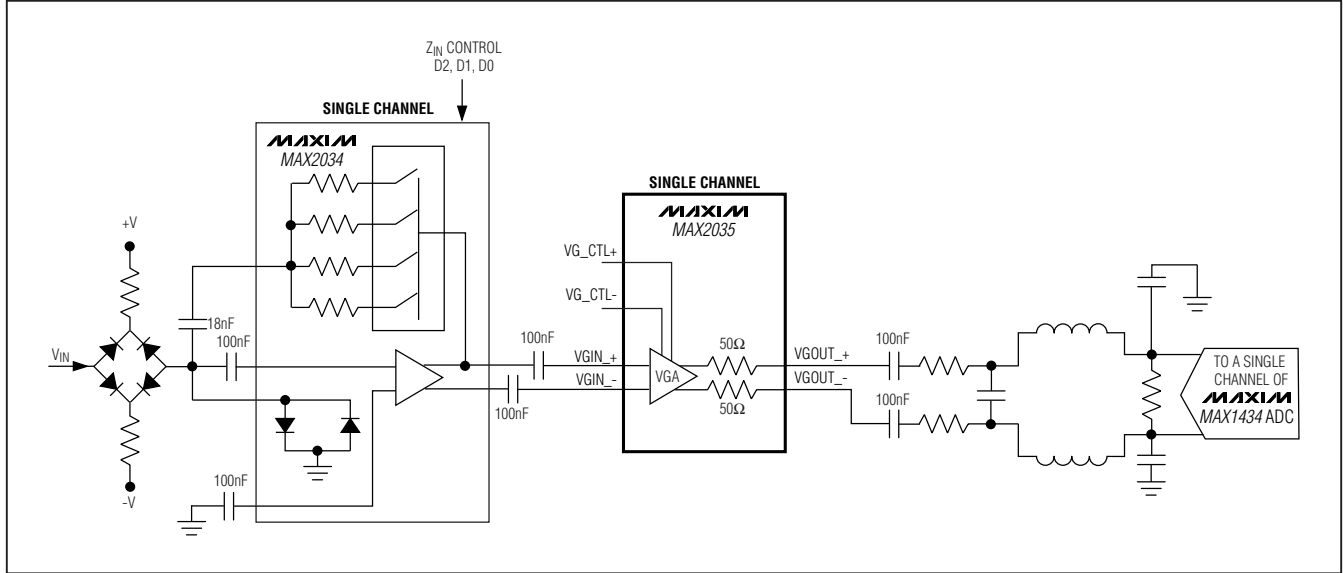 Z_IN CONTROL
D2, D1, D0
SINGLE CHANNEL
MAXIM
MAX2034
+V
18nF
100nF
V_IN
-V
100nF
100nF
100nF
SINGLE CHANNEL
MAXIM
MAX2035
VG_CTL+
VG_CTL-
VGIN_+
VGIN_-
VGA
50Ω
50Ω
VGOUT_+
VGOUT_-
100nF
100nF
TO A SINGLE
CHANNEL OF
MAXIM
MAX1434 ADC